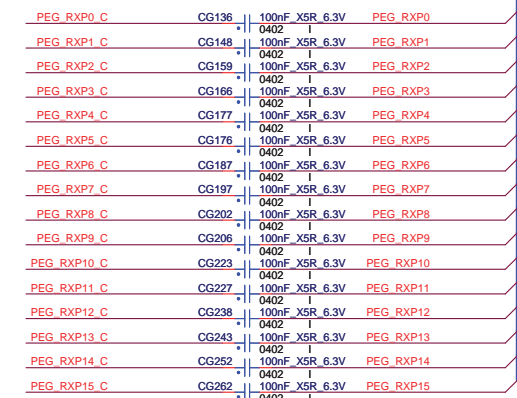 PEG_RXP0_C CG136 100nF_X5R_6.3V PEG_RXP0
0402 I
PEG_RXP1_C CG148 100nF_X5R_6.3V PEG_RXP1
0402 I
PEG_RXP2_C CG159 100nF_X5R_6.3V PEG_RXP2
0402 I
PEG_RXP3_C CG166 100nF_X5R_6.3V PEG_RXP3
0402 I
PEG_RXP4_C CG177 100nF_X5R_6.3V PEG_RXP4
0402 I
PEG_RXP5_C CG176 100nF_X5R_6.3V PEG_RXP5
0402 I
PEG_RXP6_C CG187 100nF_X5R_6.3V PEG_RXP6
0402 I
PEG_RXP7_C CG197 100nF_X5R_6.3V PEG_RXP7
0402 I
PEG_RXP8_C CG202 100nF_X5R_6.3V PEG_RXP8
0402 I
PEG_RXP9_C CG206 100nF_X5R_6.3V PEG_RXP9
0402 I
PEG_RXP10_C CG223 100nF_X5R_6.3V PEG_RXP10
0402 I
PEG_RXP11_C CG227 100nF_X5R_6.3V PEG_RXP11
0402 I
PEG_RXP12_C CG238 100nF_X5R_6.3V PEG_RXP12
0402 I
PEG_RXP13_C CG243 100nF_X5R_6.3V PEG_RXP13
0402 I
PEG_RXP14_C CG252 100nF_X5R_6.3V PEG_RXP14
0402 I
PEG_RXP15_C CG262 100nF_X5R_6.3V PEG_RXP15
0402 I